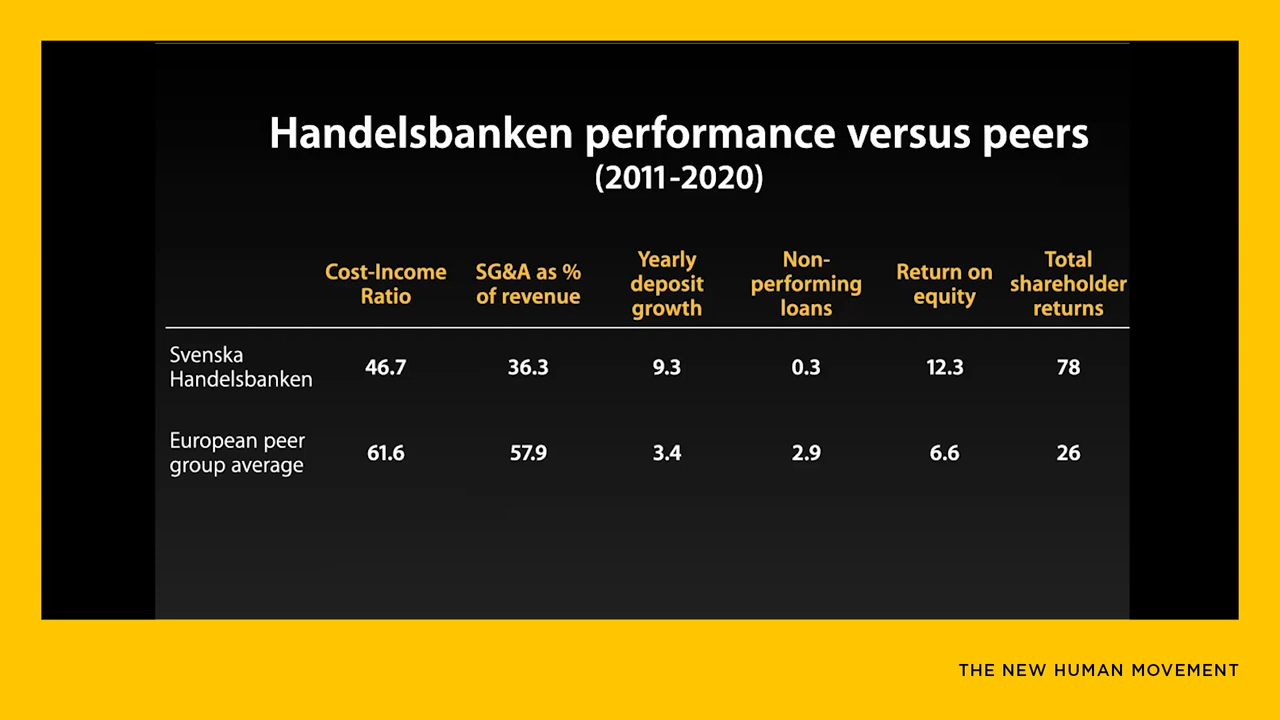 Handelsbanken performance versus peers
(2011-2020)
Cost-Income
Ratio
SG&A as %
of revenue
Yearly
deposit
growth
Non-
performing
loans
Return on
equity
Total
shareholder
returns
Svenska
Handelsbanken
46.7
36.3
9.3
0.3
12.3
78
European peer
group average
61.6
57.9
3.4
2.9
6.6
26
THE NEW HUMAN MOVEMENT